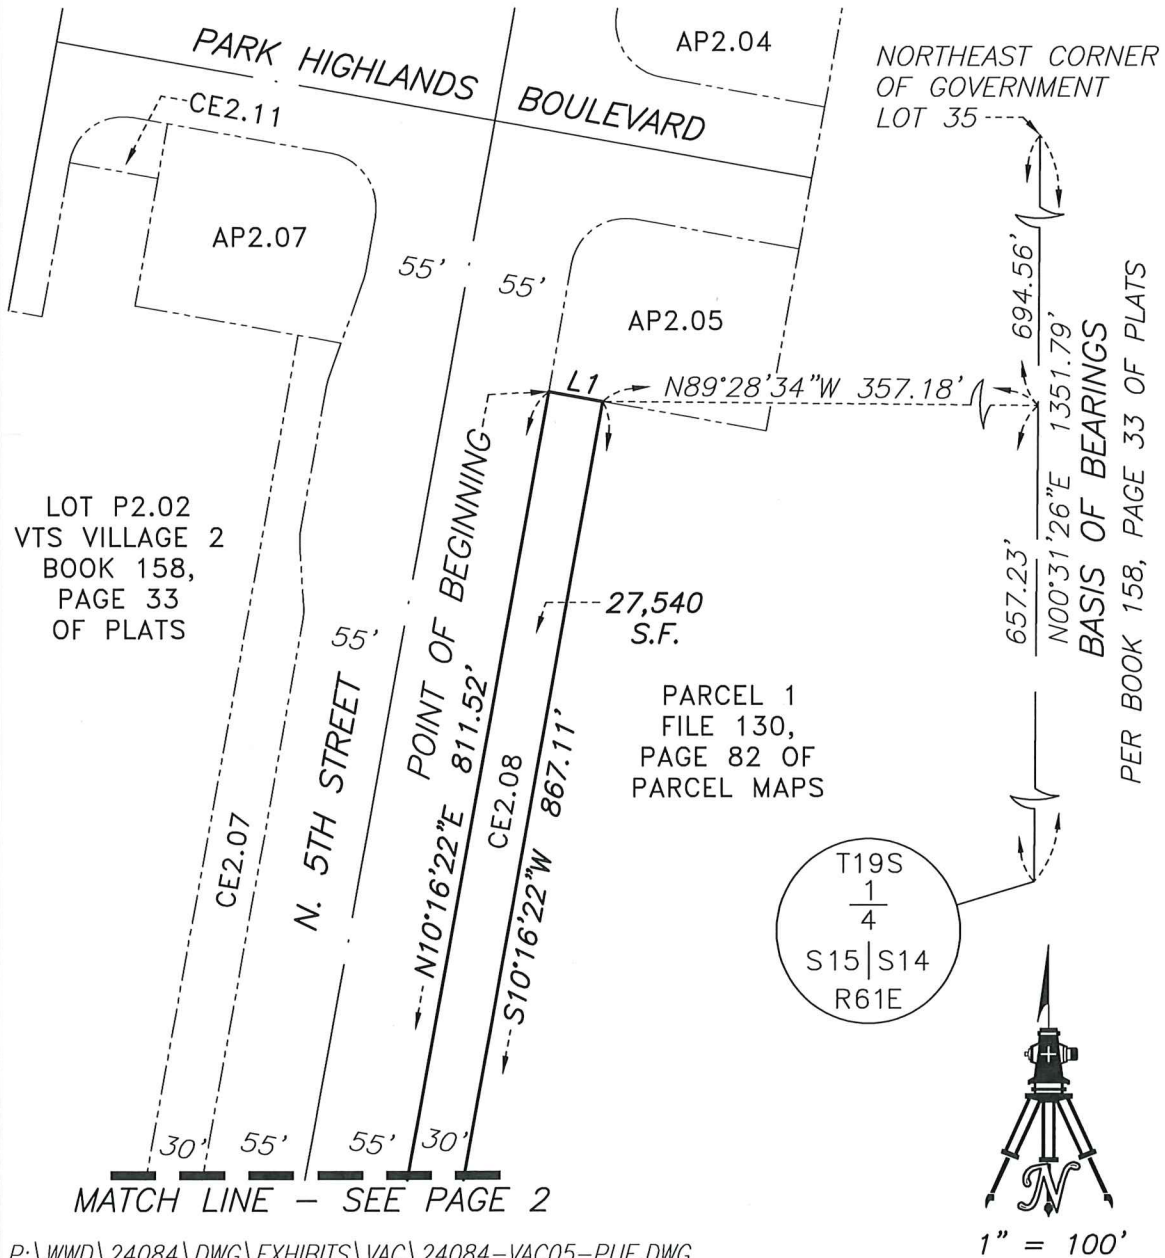 PARK HIGHLANDS BOULEVARD
AP2.04
NORTHEAST CORNER
OF GOVERNMENT
LOT 35
CE2.11
AP2.07
55'
55'
AP2.05
L1
N89°28'34"W 357.18'
694.56'
N00°31'26"E 1351.79'
BASIS OF BEARINGS
PER BOOK 158, PAGE 33 OF PLATS
657.23'
LOT P2.02
VTS VILLAGE 2
BOOK 158,
PAGE 33
OF PLATS
POINT OF BEGINNING
27,540
S.F.
55'
N. 5TH STREET
N10°16'22"E 811.52'
CE2.08
S10°16'22"W 867.11'
PARCEL 1
FILE 130,
PAGE 82 OF
PARCEL MAPS
CE2.07
T19S
1
4
S15|S14
R61E
30'
55'
55'
30'
MATCH LINE – SEE PAGE 2
N
1" = 100'
P:\WWD\24084\DWG\EXHIBITS\VAC\24084-VAC05-PUE.DWG